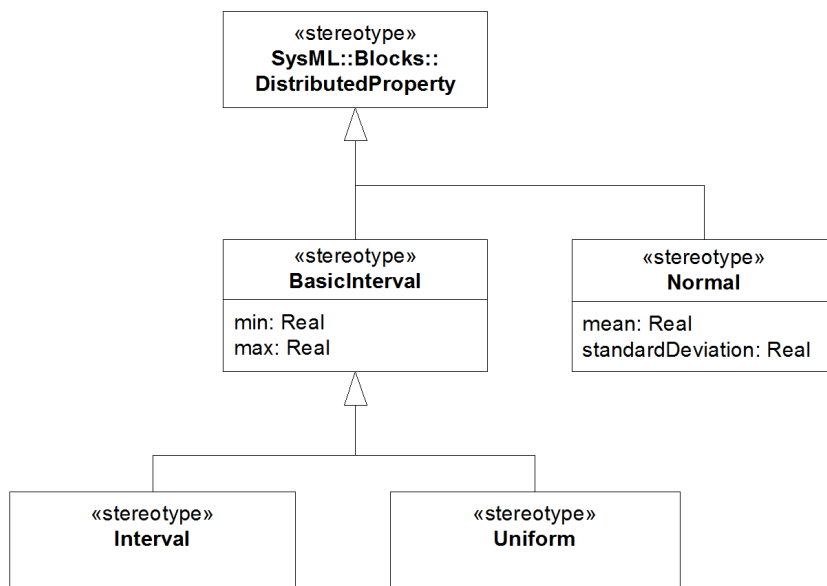 «stereotype»
SysML::Blocks::
DistributedProperty
«stereotype»
BasicInterval
min: Real
max: Real
«stereotype»
Normal
mean: Real
standardDeviation: Real
«stereotype»
Interval
«stereotype»
Uniform